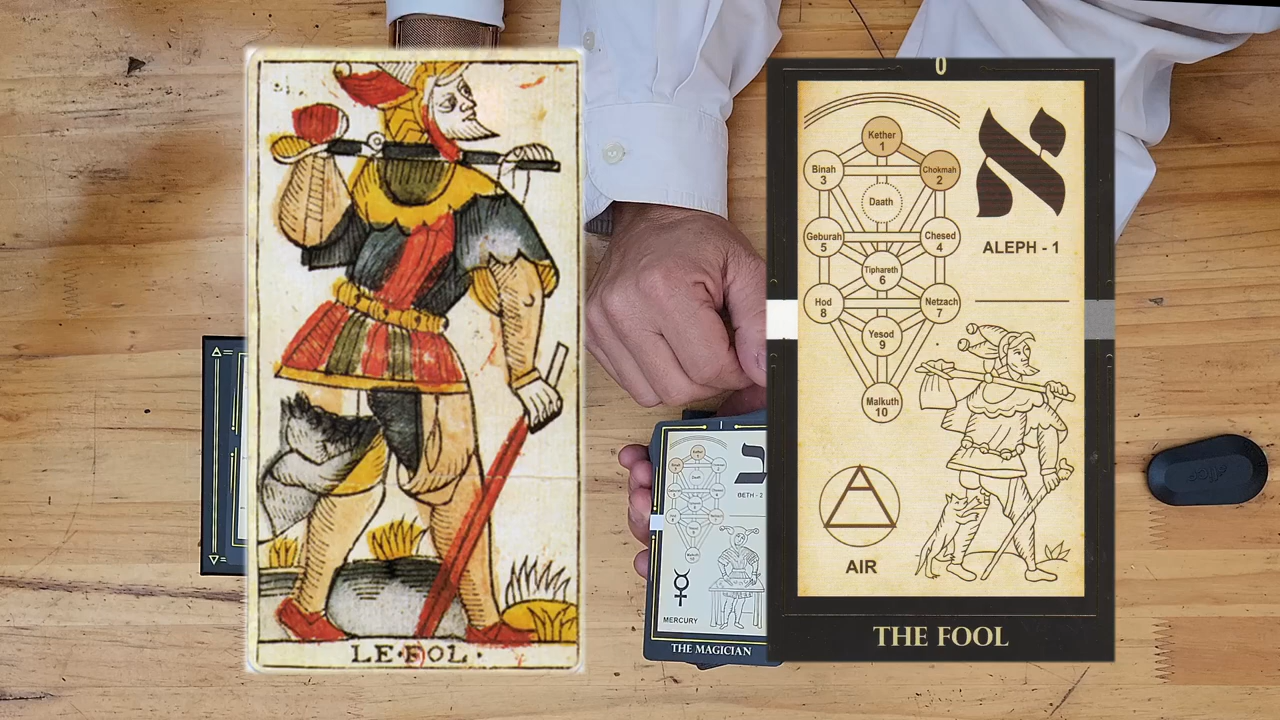 LE·FOL·
I
ב
BETH - 2
☿
MERCURY
THE MAGICIAN
0
Kether
1
Binah
3
Chokmah
2
Daath
Geburah
5
Chesed
4
Tiphareth
6
Hod
8
Netzach
7
Yesod
9
Malkuth
10
א
ALEPH - 1
AIR
THE FOOL